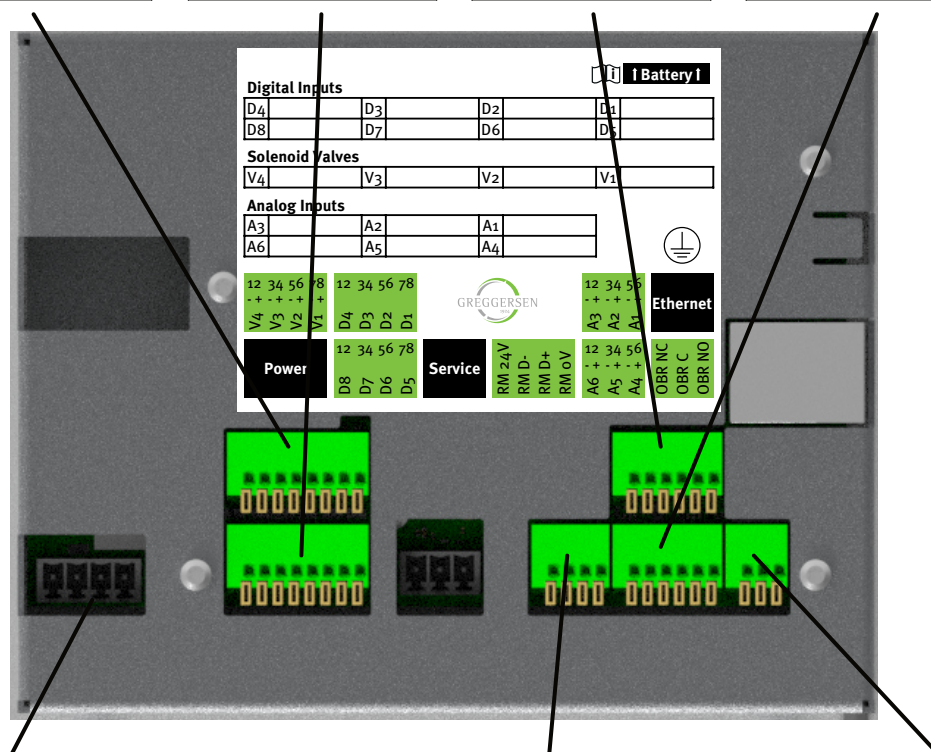 i ↑ Battery ↑
Digital Inputs
D4 D3 D2 D1
D8 D7 D6 D5
Solenoid Valves
V4 V3 V2 V1
Analog Inputs
A3 A2 A1
A6 A5 A4
12 34 56 78
- + - + - + - +
V4 V3 V2 V1
12 34 56 78
D4 D3 D2 D1
GREGGERSEN
12 34 56
- + - + - +
A3 A2 A1
Ethernet
Power
12 34 56 78
D8 D7 D6 D5
Service
RM 24V
RM D-
RM D+
RM 0V
12 34 56
- + - + - +
A6 A5 A4
OBR NC
OBR C
OBR NO